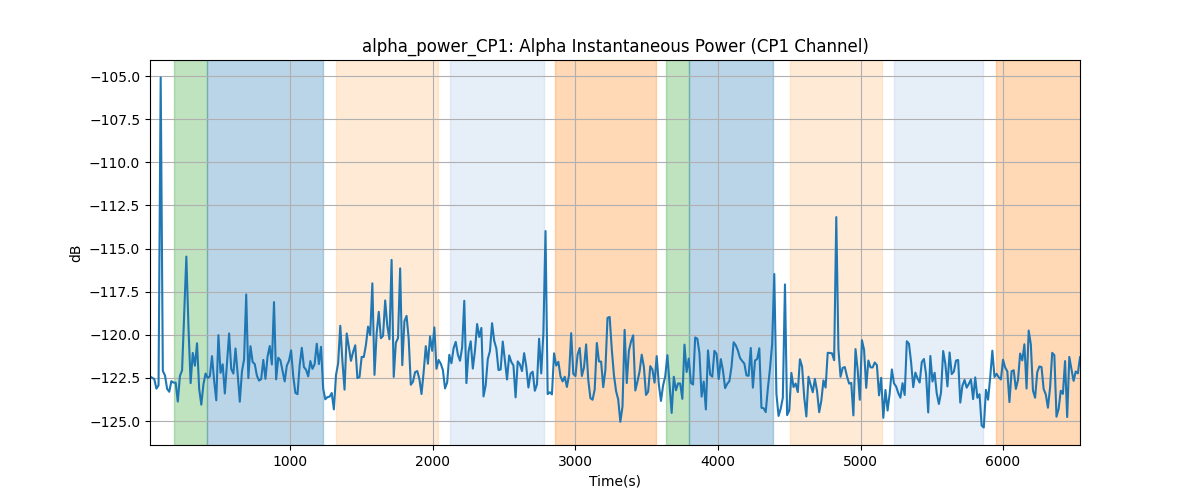 alpha_power_CP1: Alpha Instantaneous Power (CP1 Channel)
−105.0
−107.5
−110.0
−112.5
−115.0
−117.5
−120.0
−122.5
−125.0
dB
1000 2000 3000 4000 5000 6000
Time(s)